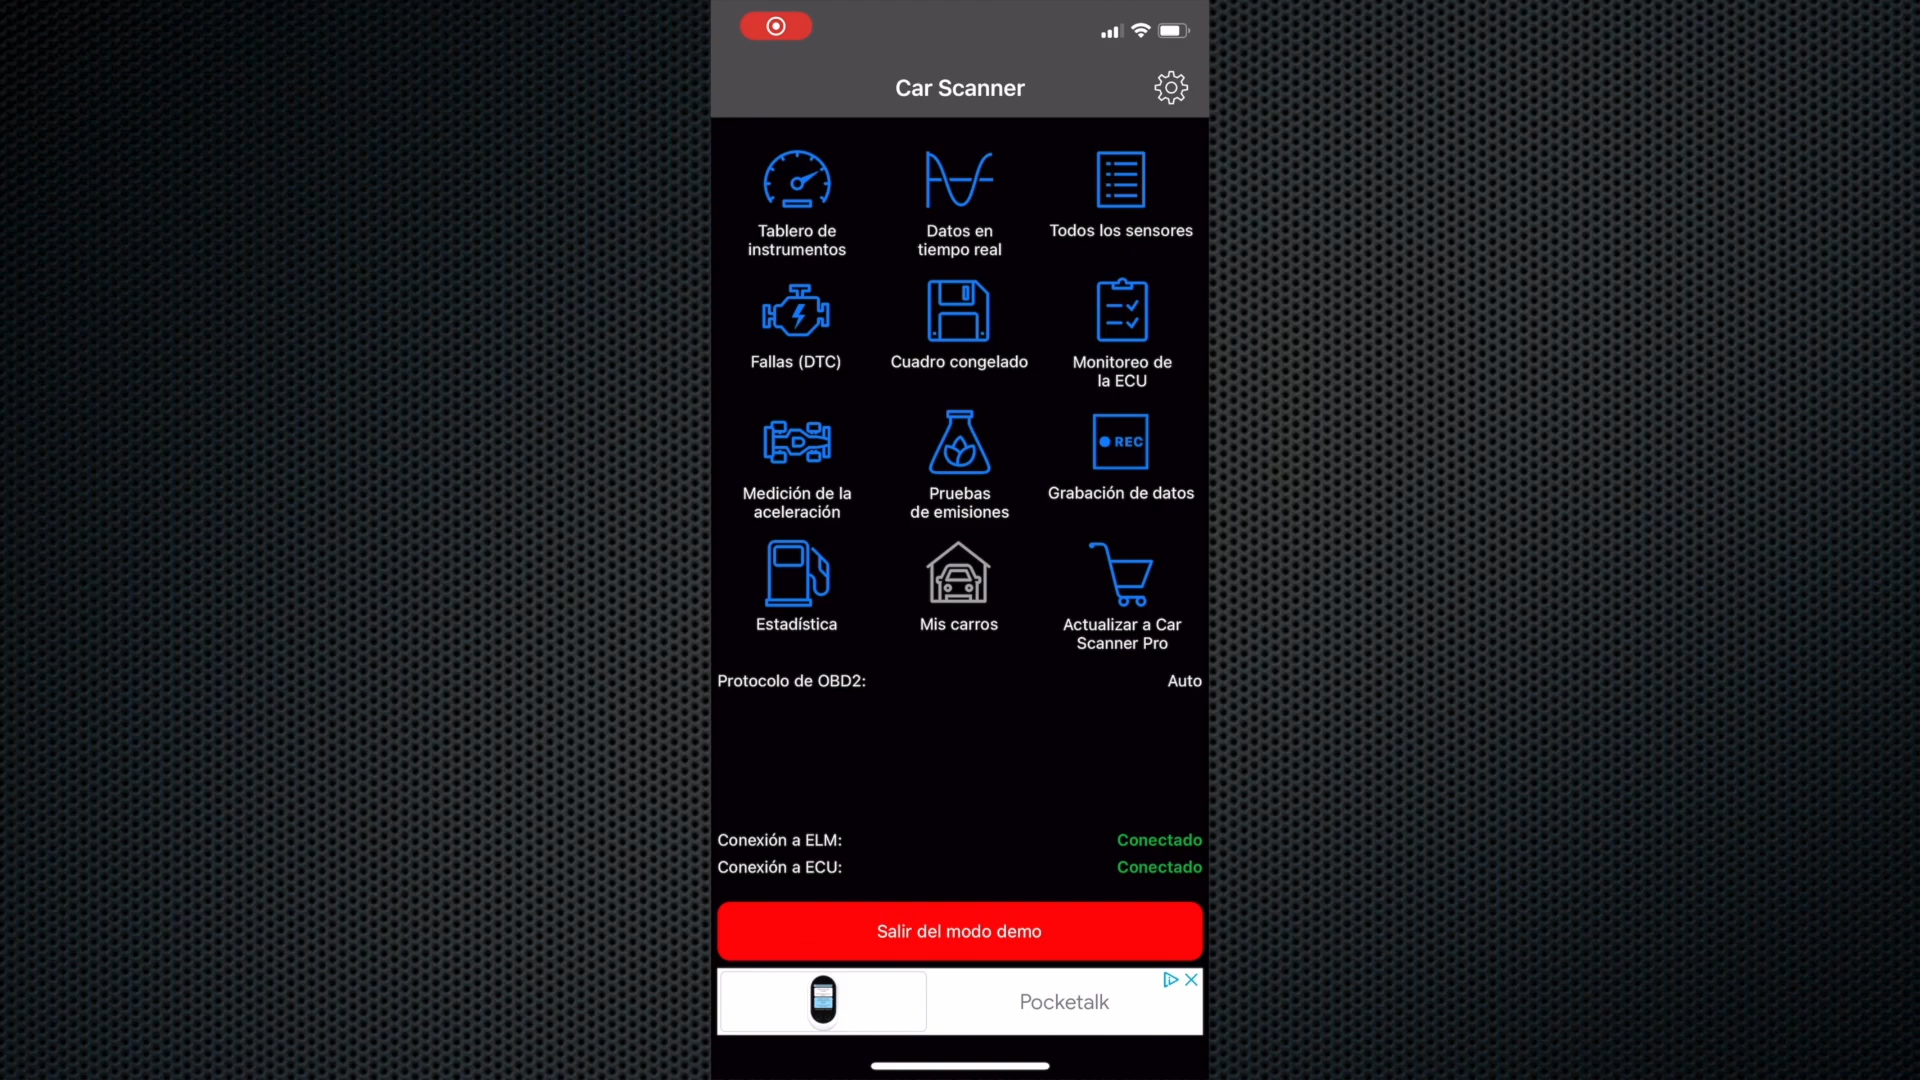 Car Scanner
Tablero de
instrumentos
Datos en
tiempo real
Todos los sensores
Fallas (DTC)
Cuadro congelado
Monitoreo de
la ECU
REC
Medición de la
aceleración
Pruebas
de emisiones
Grabación de datos
Estadística
Mis carros
Actualizar a Car
Scanner Pro
Protocolo de OBD2:
Auto
Conexión a ELM:
Conectado
Conexión a ECU:
Conectado
Salir del modo demo
Pocketalk